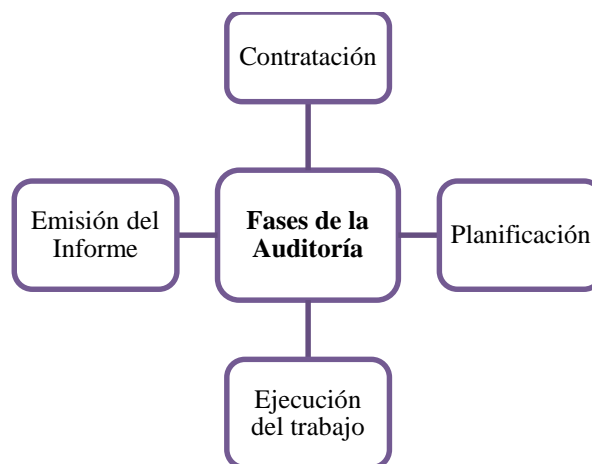 Contratación
Emisión del
Informe
Fases de la
Auditoría
Planificación
Ejecución
del trabajo